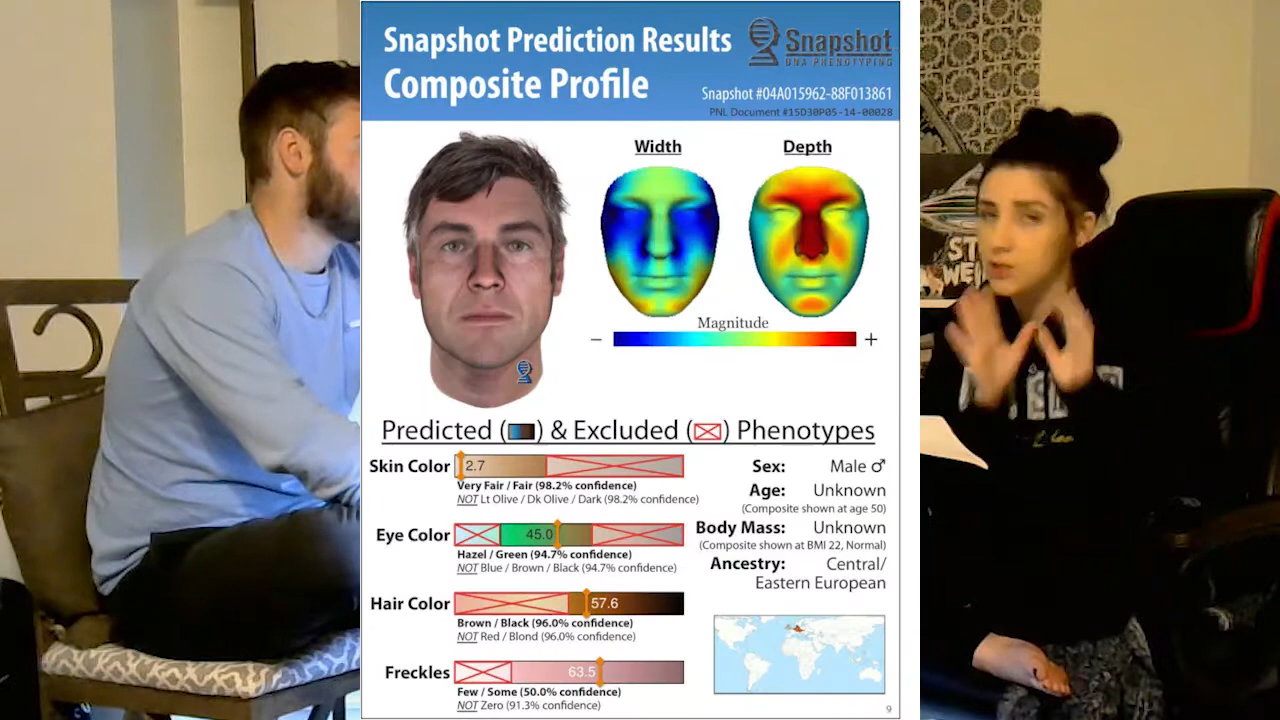 Snapshot Prediction Results
Composite Profile
Snapshot
DNA PHENOTYPING
Snapshot #04A015962-88F013861
PNL Document #15D30P05-14-00028
Width
Depth
Magnitude
− +
Predicted ( ) & Excluded ( ) Phenotypes
Skin Color 2.7
Very Fair / Fair (98.2% confidence)
NOT Lt Olive / Dk Olive / Dark (98.2% confidence)
Eye Color 45.0
Hazel / Green (94.7% confidence)
NOT Blue / Brown / Black (94.7% confidence)
Hair Color 57.6
Brown / Black (96.0% confidence)
NOT Red / Blond (96.0% confidence)
Freckles 63.5
Few / Some (50.0% confidence)
NOT Zero (91.3% confidence)
Sex: Male ♂
Age: Unknown
(Composite shown at age 50)
Body Mass: Unknown
(Composite shown at BMI 22, Normal)
Ancestry: Central/
Eastern European
9
ST
WE